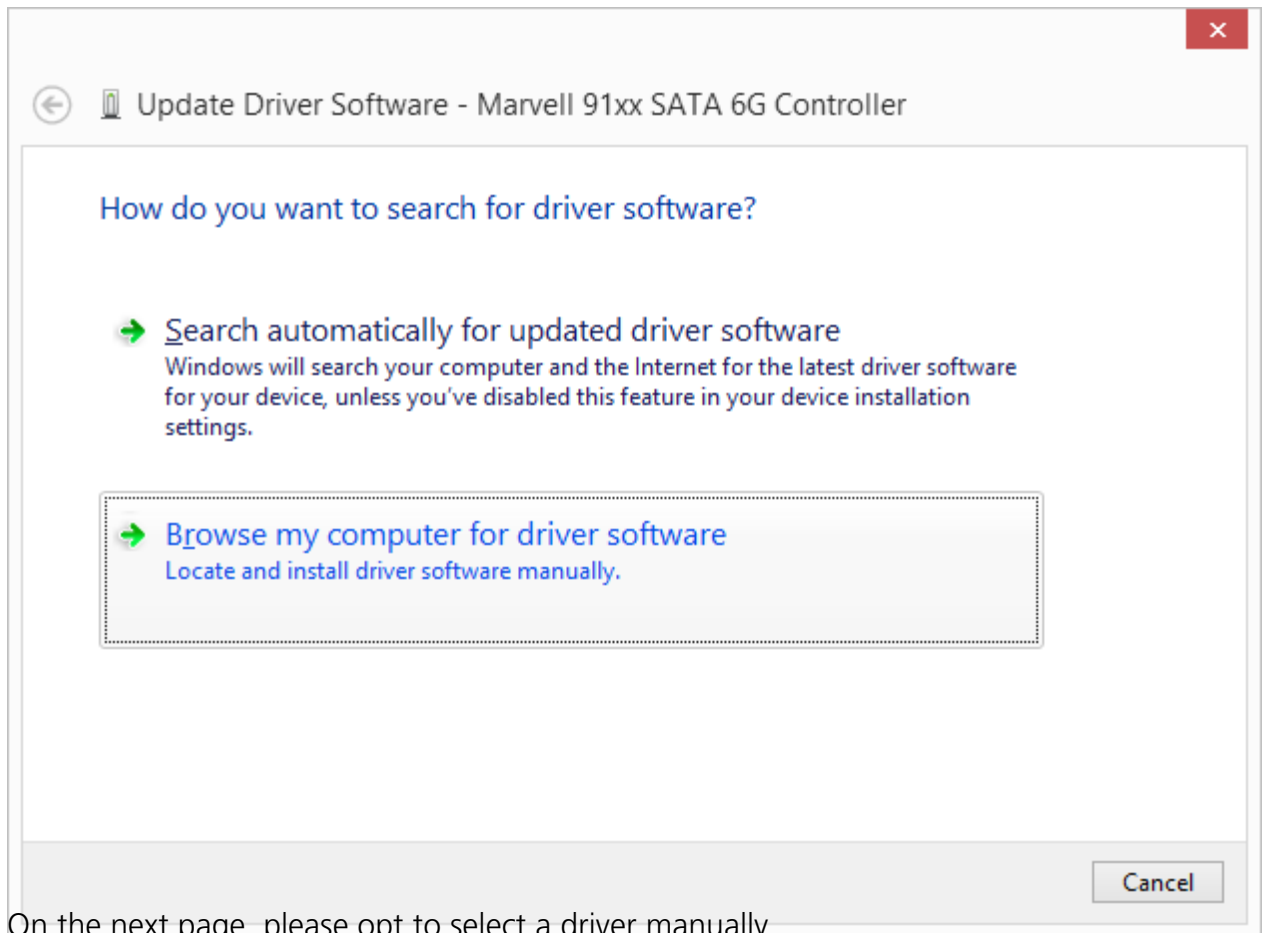 Update Driver Software - Marvell 91xx SATA 6G Controller
How do you want to search for driver software?
Search automatically for updated driver software
Windows will search your computer and the Internet for the latest driver software
for your device, unless you've disabled this feature in your device installation
settings.
Browse my computer for driver software
Locate and install driver software manually.
Cancel
On the next page, please opt to select a driver manually